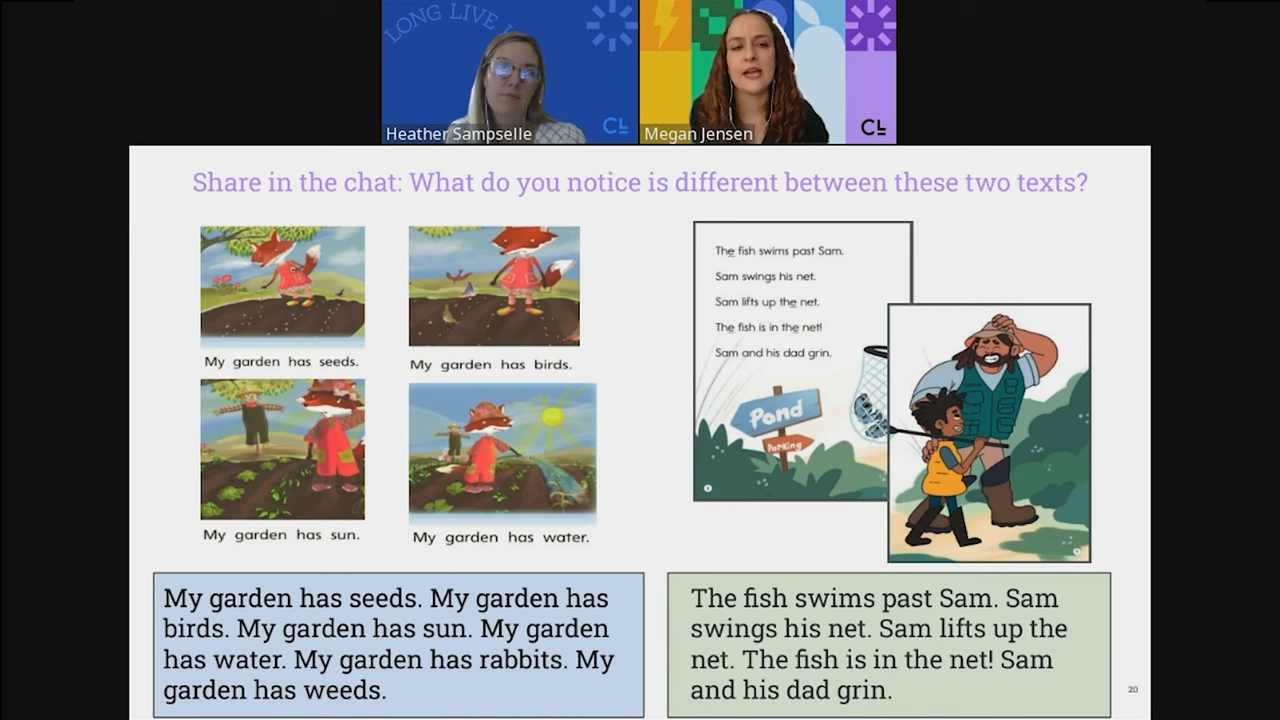 LONG LIVE
Heather Sampselle
CL
Megan Jensen
CL
Share in the chat: What do you notice is different between these two texts?
My garden has seeds.
My garden has birds.
My garden has sun.
My garden has water.
The fish swims past Sam.
Sam swings his net.
Sam lifts up the net.
The fish is in the net!
Sam and his dad grin.
Pond
Parking
My garden has seeds. My garden has
birds. My garden has sun. My garden
has water. My garden has rabbits. My
garden has weeds.
The fish swims past Sam. Sam
swings his net. Sam lifts up the
net. The fish is in the net! Sam
and his dad grin.
20